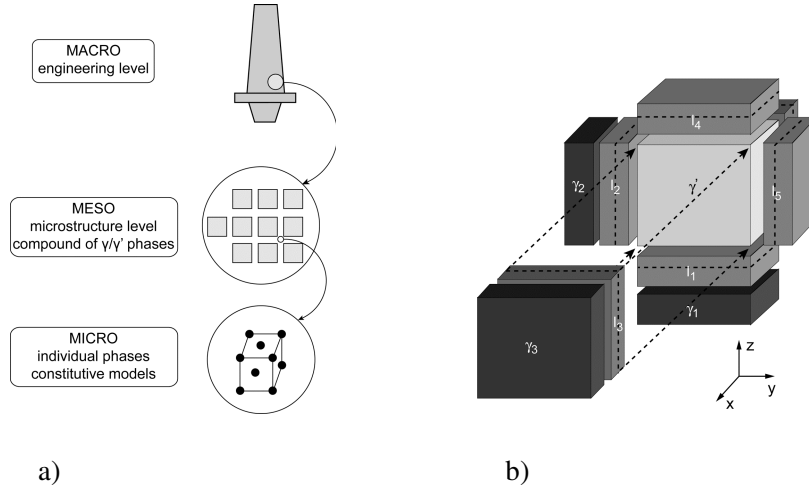 MACRO
engineering level
MESO
microstructure level
compound of γ/γ' phases
MICRO
individual phases
constitutive models
a)
I₄
γ₂
I₂
γ'
I₅
I₁
γ₁
I₃
γ₃
z
y
x
b)